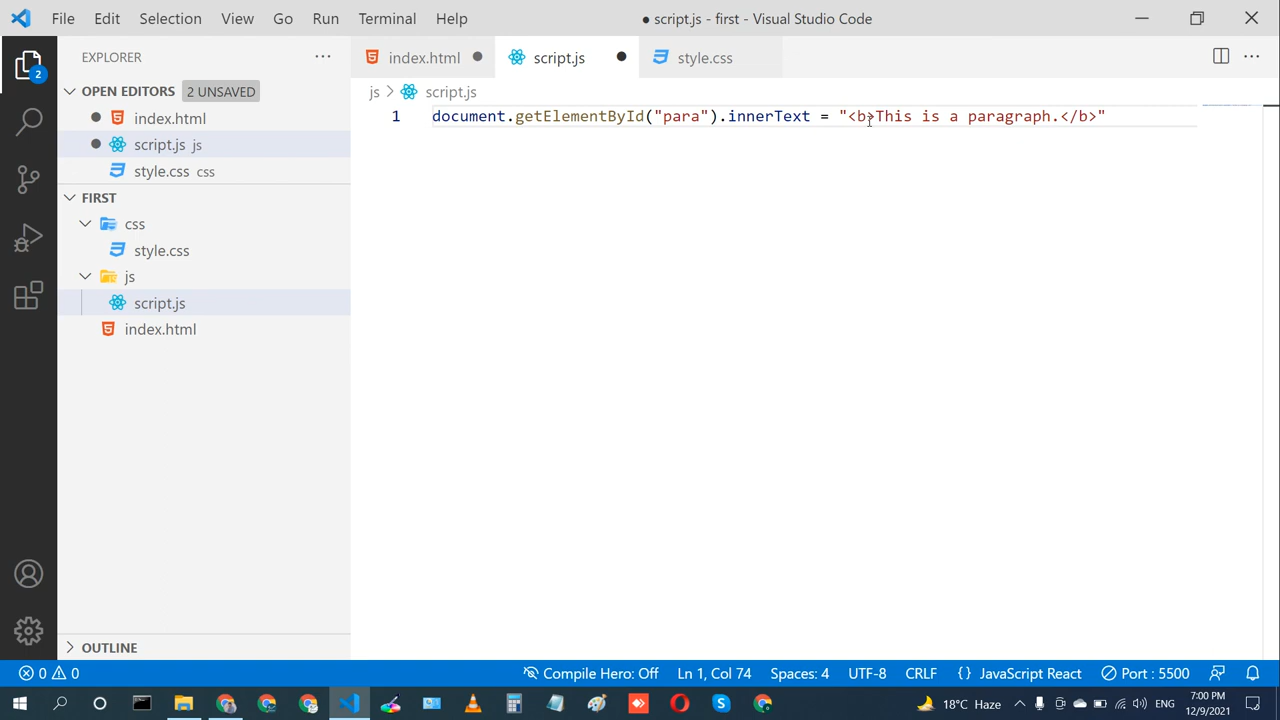 File Edit Selection View Go Run Terminal Help ● script.js - first - Visual Studio Code
EXPLORER ··· index.html script.js style.css
OPEN EDITORS 2 UNSAVED
js > script.js
index.html
script.js js
style.css css
FIRST
css
style.css
js
script.js
index.html
1 document.getElementById("para").innerText = "<b>This is a paragraph.</b>"
2
OUTLINE
0 0 Compile Hero: Off Ln 1, Col 74 Spaces: 4 UTF-8 CRLF {} JavaScript React Port : 5500
18°C Haze ENG 7:00 PM
12/9/2021